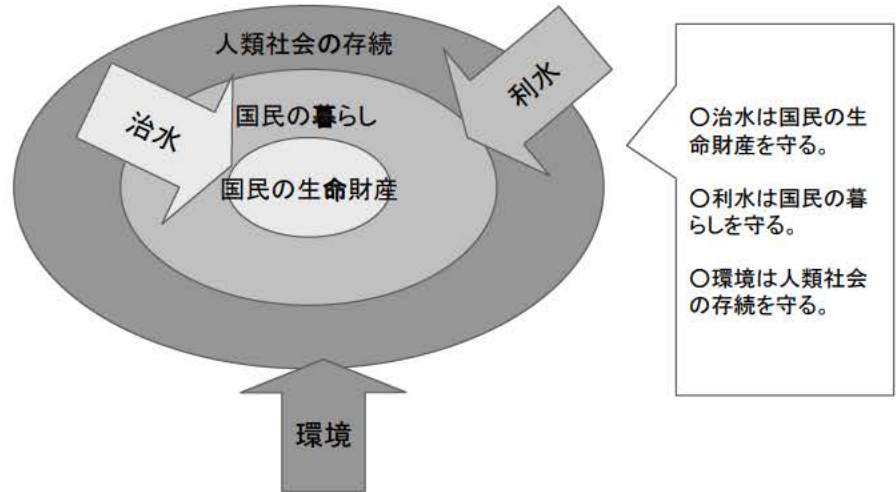 人類社会の存続
利水
治水
国民の暮らし
国民の生命財産
環境
〇治水は国民の生
命財産を守る。
〇利水は国民の暮
らしを守る。
〇環境は人類社会
の存続を守る。